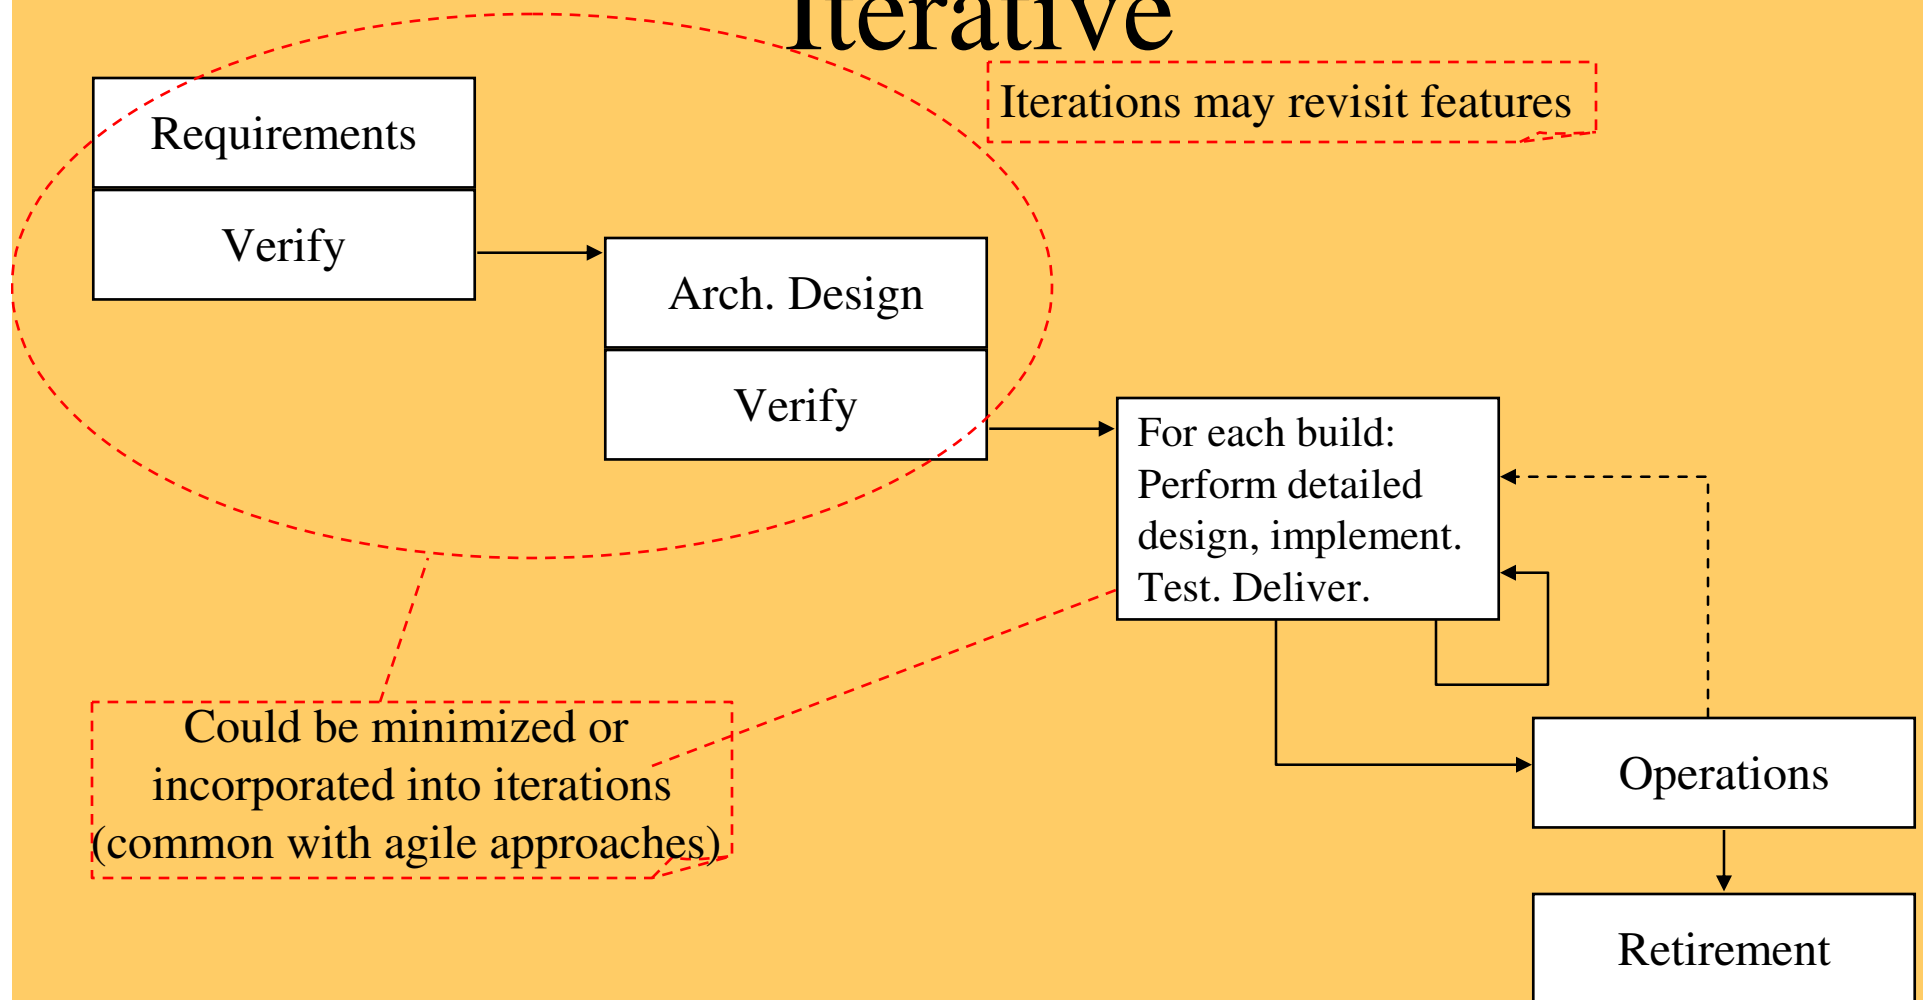 Iterative
Iterations may revisit features
Requirements
Verify
Arch. Design
Verify
For each build:
Perform detailed
design, implement.
Test. Deliver.
Could be minimized or
incorporated into iterations
(common with agile approaches)
Operations
Retirement